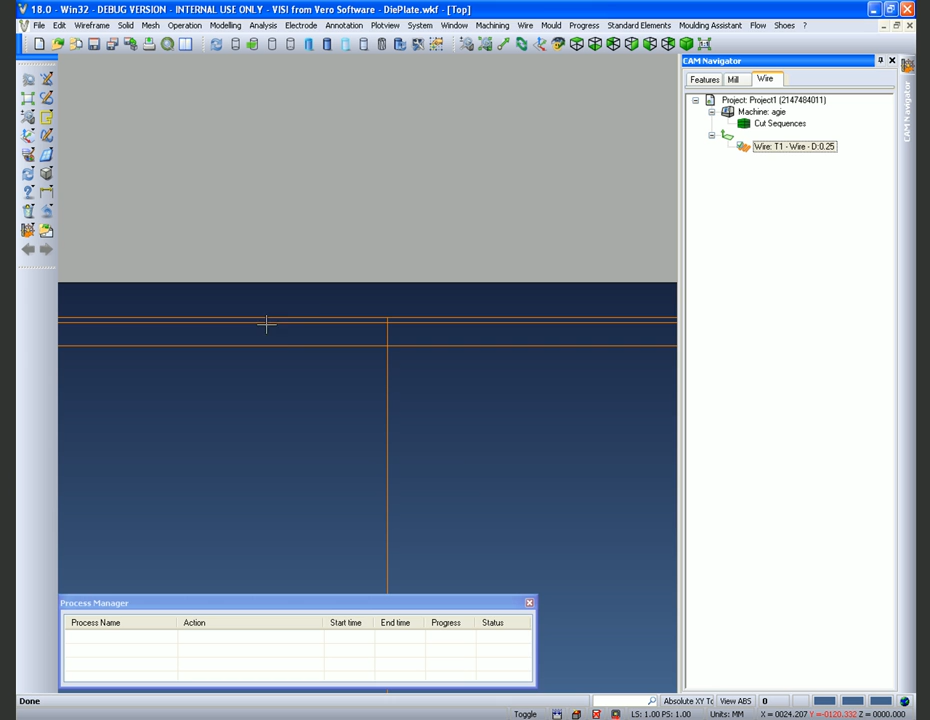 18.0 - Win32 - DEBUG VERSION - INTERNAL USE ONLY - VISI from Vero Software - DiePlate.wkf - [Top]
File Edit Wireframe Solid Mesh Operation Modelling Analysis Electrode Annotation Plotview System Window Machining Wire Mould Progress Standard Elements Moulding Assistant Flow Shoes ?
CAM Navigator
Features Mill Wire
Project: Project1 (2147484011)
Machine: agie
Cut Sequences
Wire: T1 - Wire - D:0.25
CAM Navigator
Process Manager
Process Name Action Start time End time Progress Status
Done Absolute XY To View ABS 0
Toggle LS: 1.00 PS: 1.00 Units: MM X = 0024.207 Y =-0120.332 Z = 0000.000